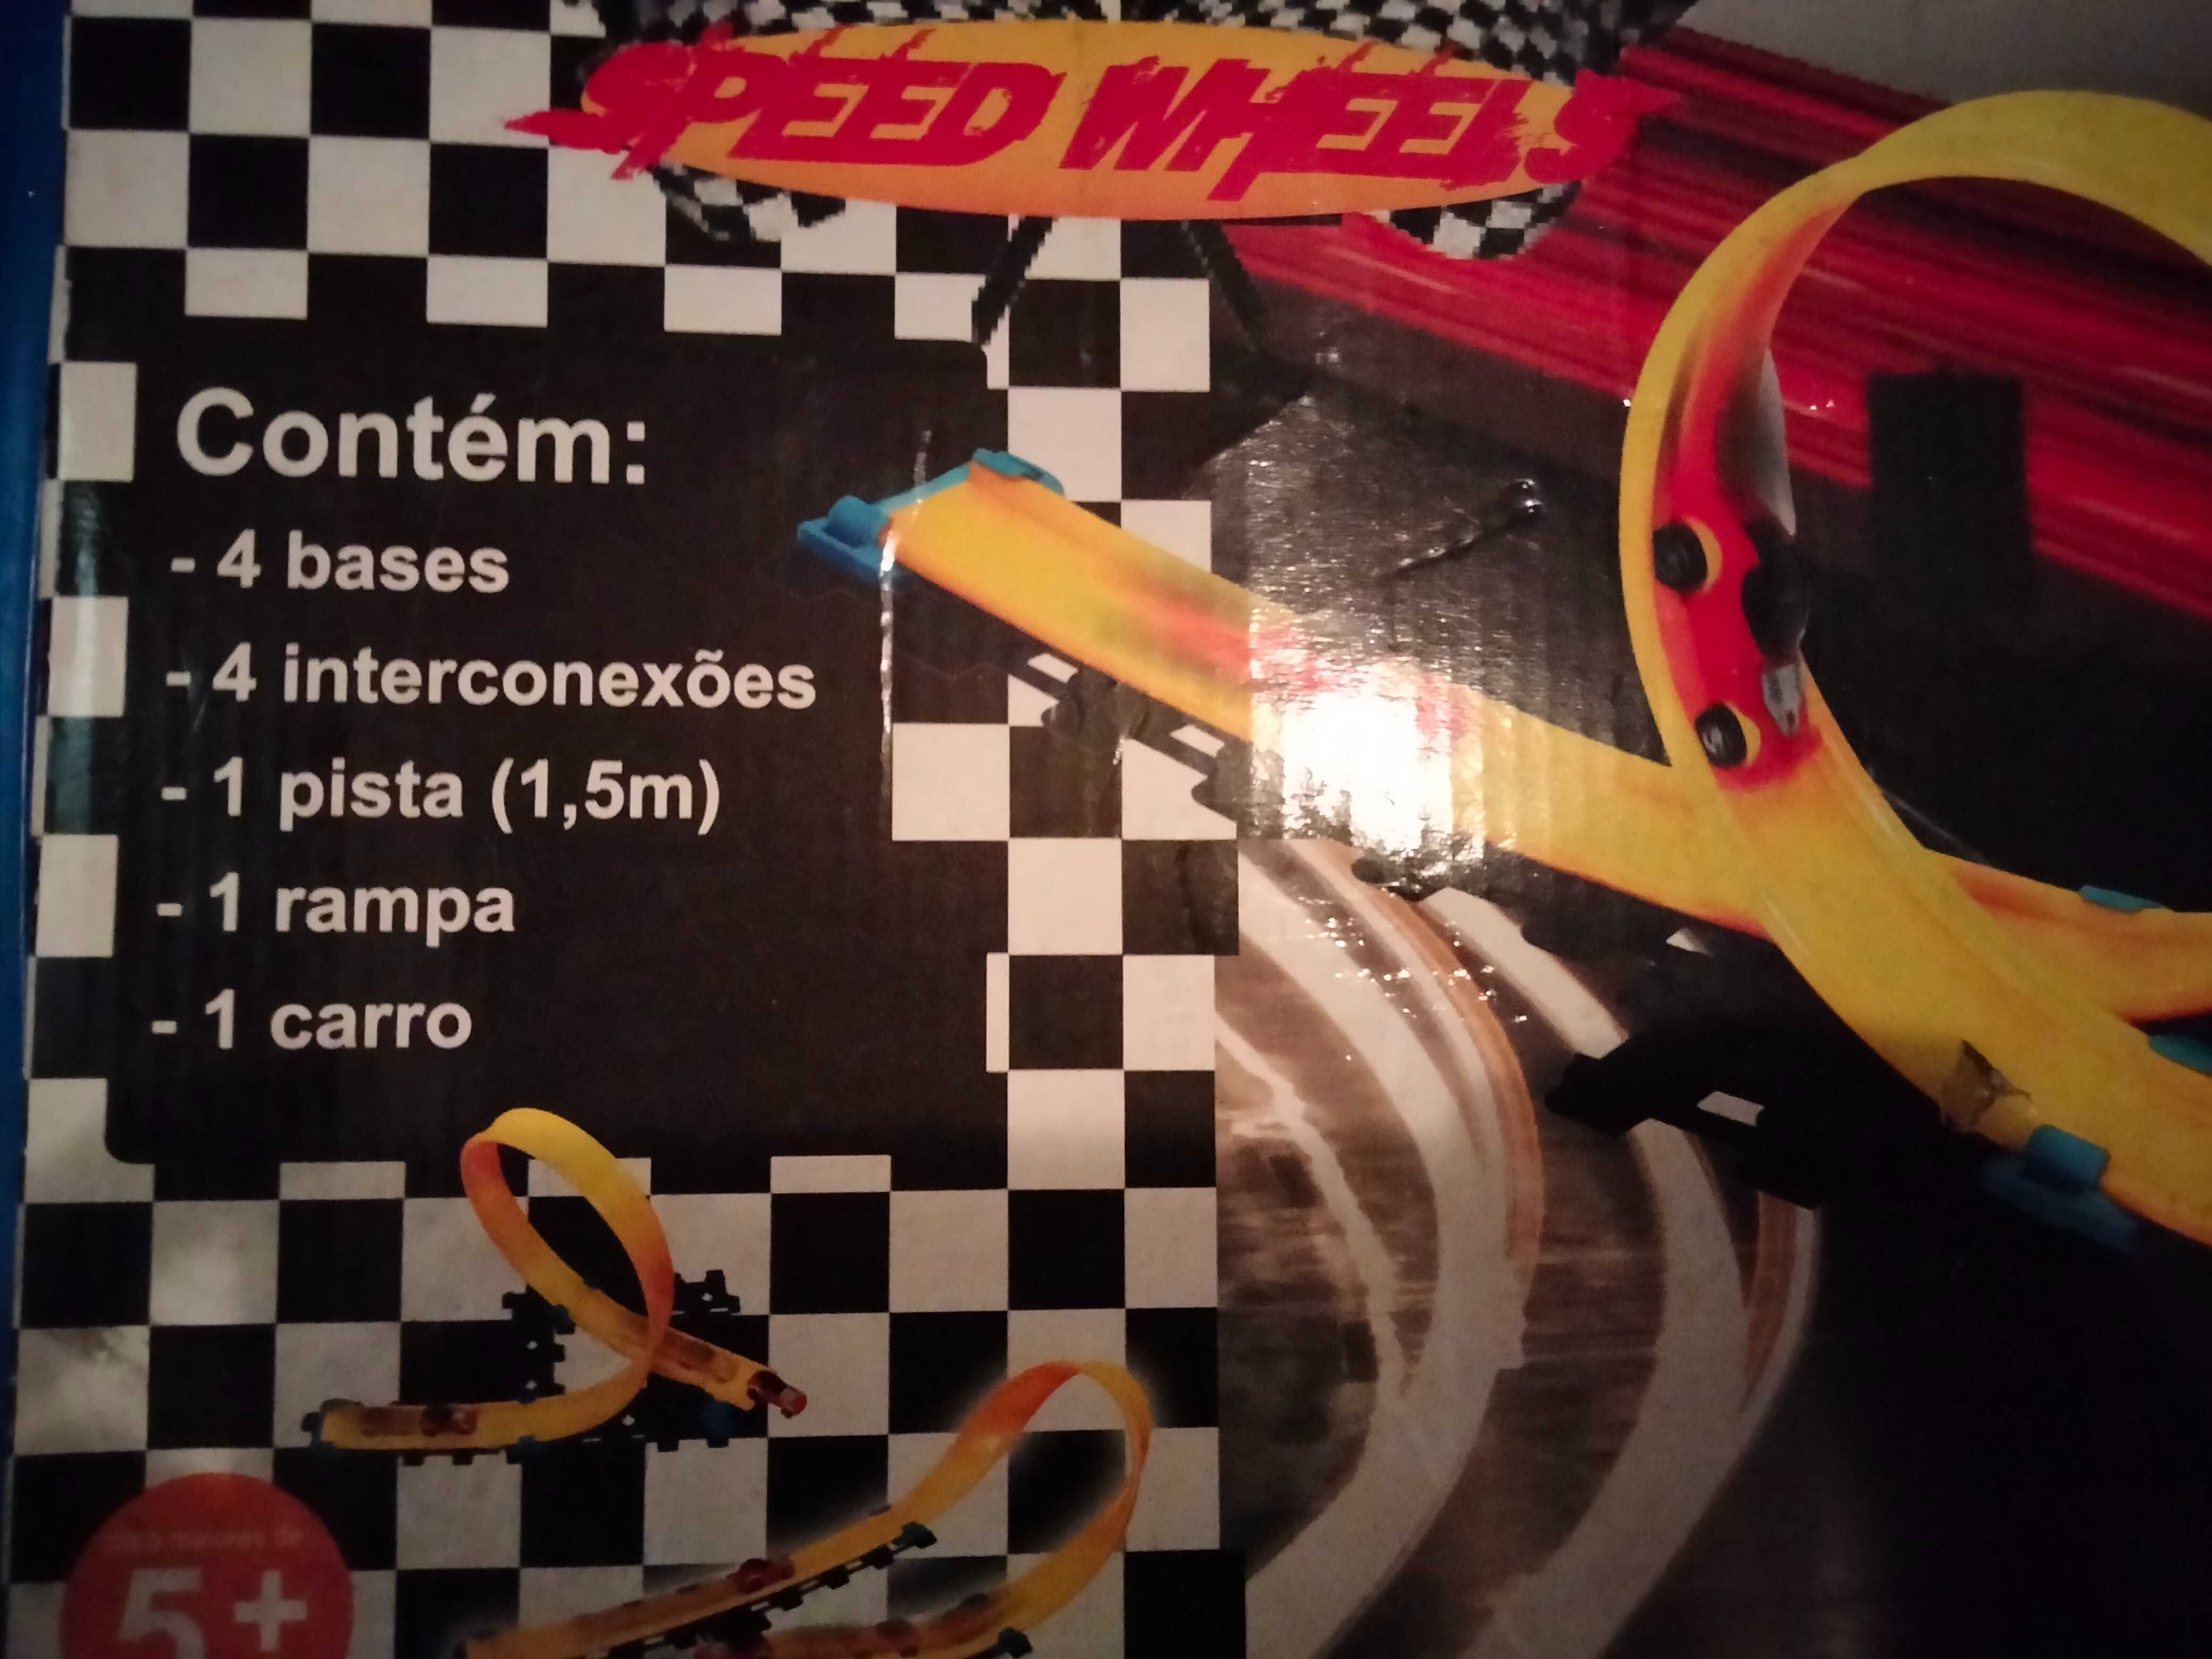 SPEED WHEELS
Contém:
- 4 bases
- 4 interconexões
- 1 pista (1,5m)
- 1 rampa
- 1 carro
5+